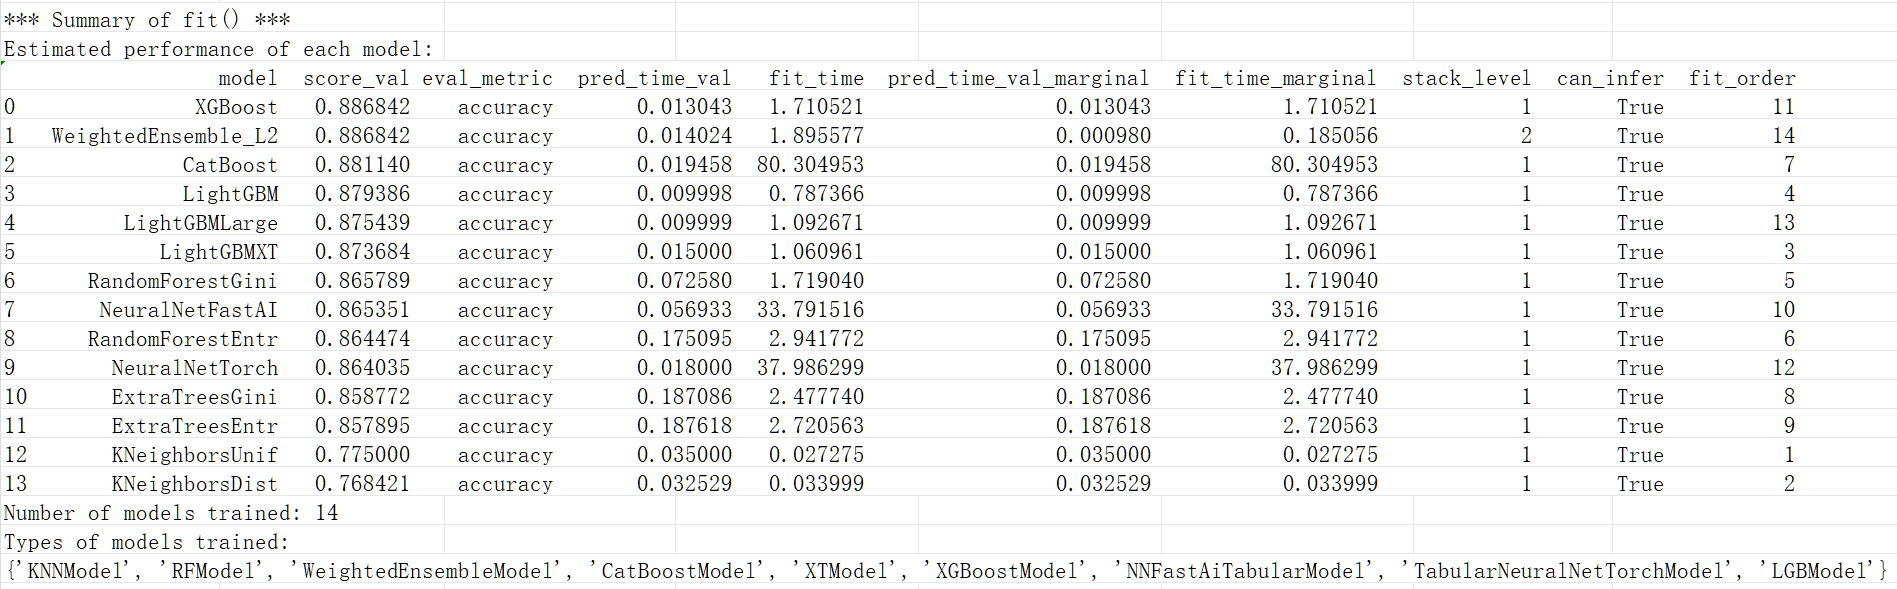 *** Summary of fit() ***
Estimated performance of each model:
model score_val eval_metric pred_time_val fit_time pred_time_val_marginal fit_time_marginal stack_level can_infer fit_order
0 XGBoost 0.886842 accuracy 0.013043 1.710521 0.013043 1.710521 1 True 11
1 WeightedEnsemble_L2 0.886842 accuracy 0.014024 1.895577 0.000980 0.185056 2 True 14
2 CatBoost 0.881140 accuracy 0.019458 80.304953 0.019458 80.304953 1 True 7
3 LightGBM 0.879386 accuracy 0.009998 0.787366 0.009998 0.787366 1 True 4
4 LightGBMLarge 0.875439 accuracy 0.009999 1.092671 0.009999 1.092671 1 True 13
5 LightGBMXT 0.873684 accuracy 0.015000 1.060961 0.015000 1.060961 1 True 3
6 RandomForestGini 0.865789 accuracy 0.072580 1.719040 0.072580 1.719040 1 True 5
7 NeuralNetFastAI 0.865351 accuracy 0.056933 33.791516 0.056933 33.791516 1 True 10
8 RandomForestEntr 0.864474 accuracy 0.175095 2.941772 0.175095 2.941772 1 True 6
9 NeuralNetTorch 0.864035 accuracy 0.018000 37.986299 0.018000 37.986299 1 True 12
10 ExtraTreesGini 0.858772 accuracy 0.187086 2.477740 0.187086 2.477740 1 True 8
11 ExtraTreesEntr 0.857895 accuracy 0.187618 2.720563 0.187618 2.720563 1 True 9
12 KNeighborsUnif 0.775000 accuracy 0.035000 0.027275 0.035000 0.027275 1 True 1
13 KNeighborsDist 0.768421 accuracy 0.032529 0.033999 0.032529 0.033999 1 True 2
Number of models trained: 14
Types of models trained:
{'KNNModel', 'RFModel', 'WeightedEnsembleModel', 'CatBoostModel', 'XTModel', 'XGBoostModel', 'NNFastAiTabularModel', 'TabularNeuralNetTorchModel', 'LGBModel'}